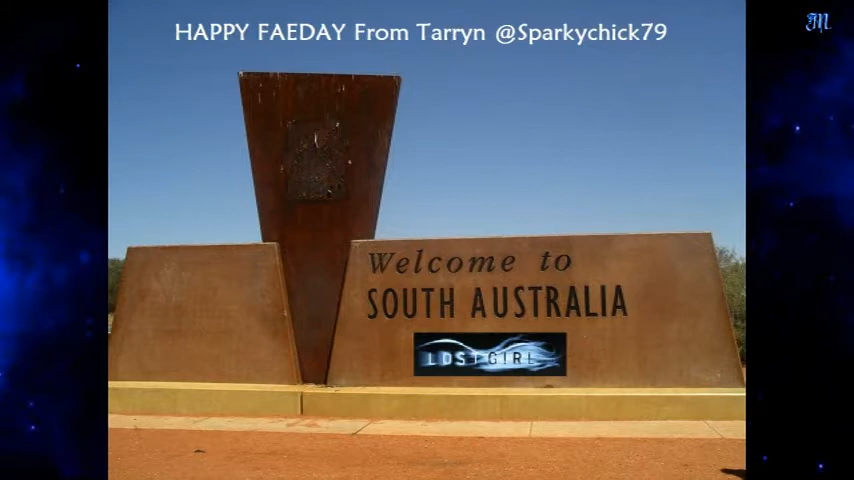 HAPPY FAEDAY From Tarryn @Sparkychick79
M
Welcome to
SOUTH AUSTRALIA
LOST GIRL